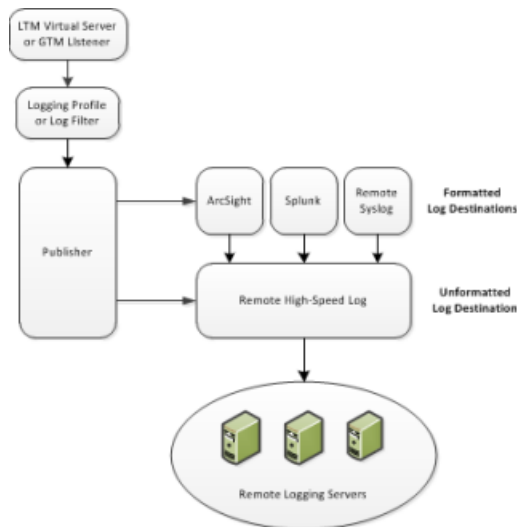 LTM Virtual Server
or GTM Listener
Logging Profile
or Log Filter
Publisher
ArcSight
Splunk
Remote
Syslog
Formatted
Log Destinations
Remote High-Speed Log
Unformatted
Log Destination
Remote Logging Servers